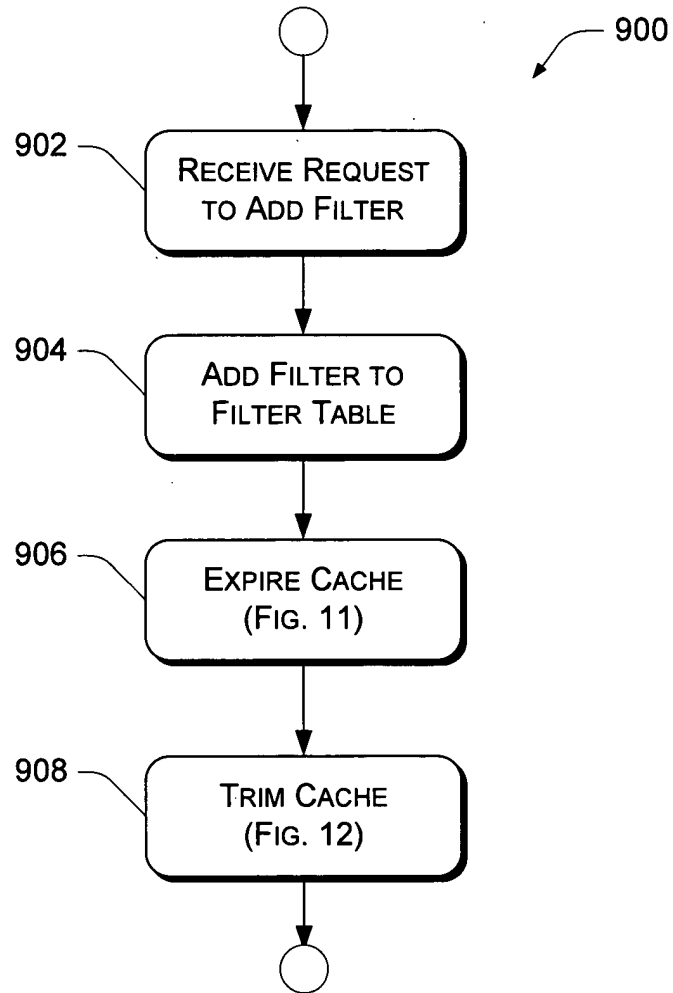 900
902
RECEIVE REQUEST
TO ADD FILTER
904
ADD FILTER TO
FILTER TABLE
906
EXPIRE CACHE
(FIG. 11)
908
TRIM CACHE
(FIG. 12)